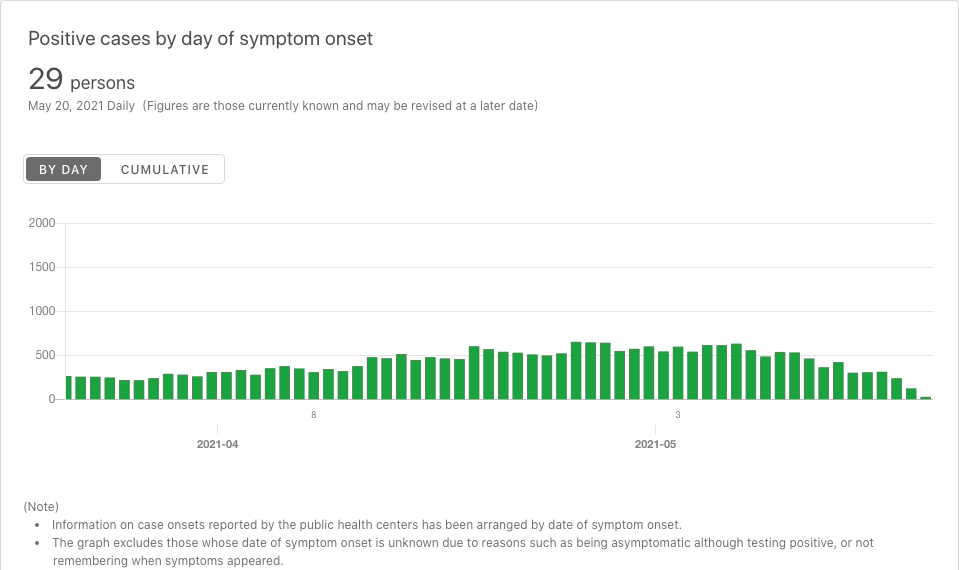 Positive cases by day of symptom onset
29 persons
May 20, 2021 Daily (Figures are those currently known and may be revised at a later date)
BY DAY CUMULATIVE
2000
1500
1000
500
0
8 3
2021-04 2021-05
(Note)
• Information on case onsets reported by the public health centers has been arranged by date of symptom onset.
• The graph excludes those whose date of symptom onset is unknown due to reasons such as being asymptomatic although testing positive, or not
remembering when symptoms appeared.